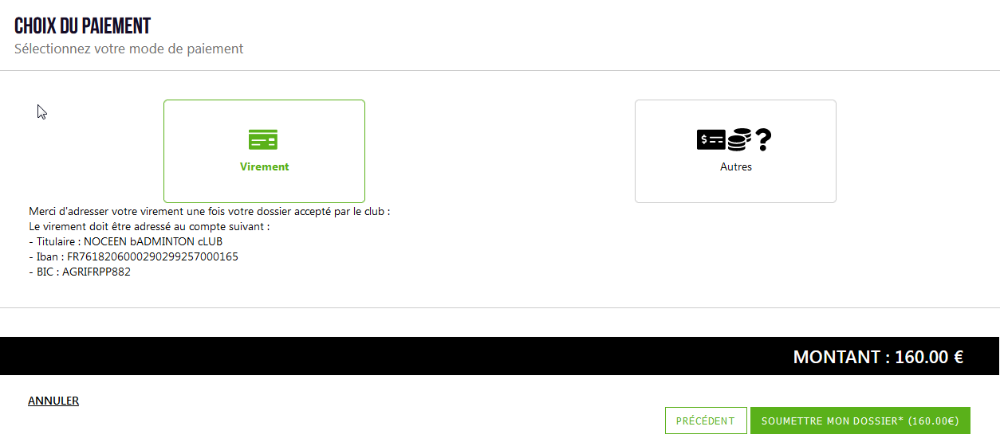 CHOIX DU PAIEMENT
Sélectionnez votre mode de paiement
Virement
Autres
Merci d'adresser votre virement une fois votre dossier accepté par le club :
Le virement doit être adressé au compte suivant :
- Titulaire : NOCEEN bADMINTON cLUB
- Iban : FR7618206000290299257000165
- BIC : AGRIFRPP882
MONTANT : 160.00 €
ANNULER
PRÉCÉDENT
SOUMETTRE MON DOSSIER* (160.00€)